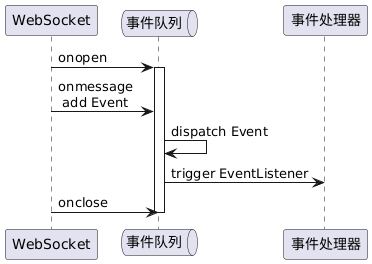 WebSocket
事件队列
事件处理器
onopen
onmessage
add Event
dispatch Event
trigger EventListener
onclose
WebSocket
事件队列
事件处理器